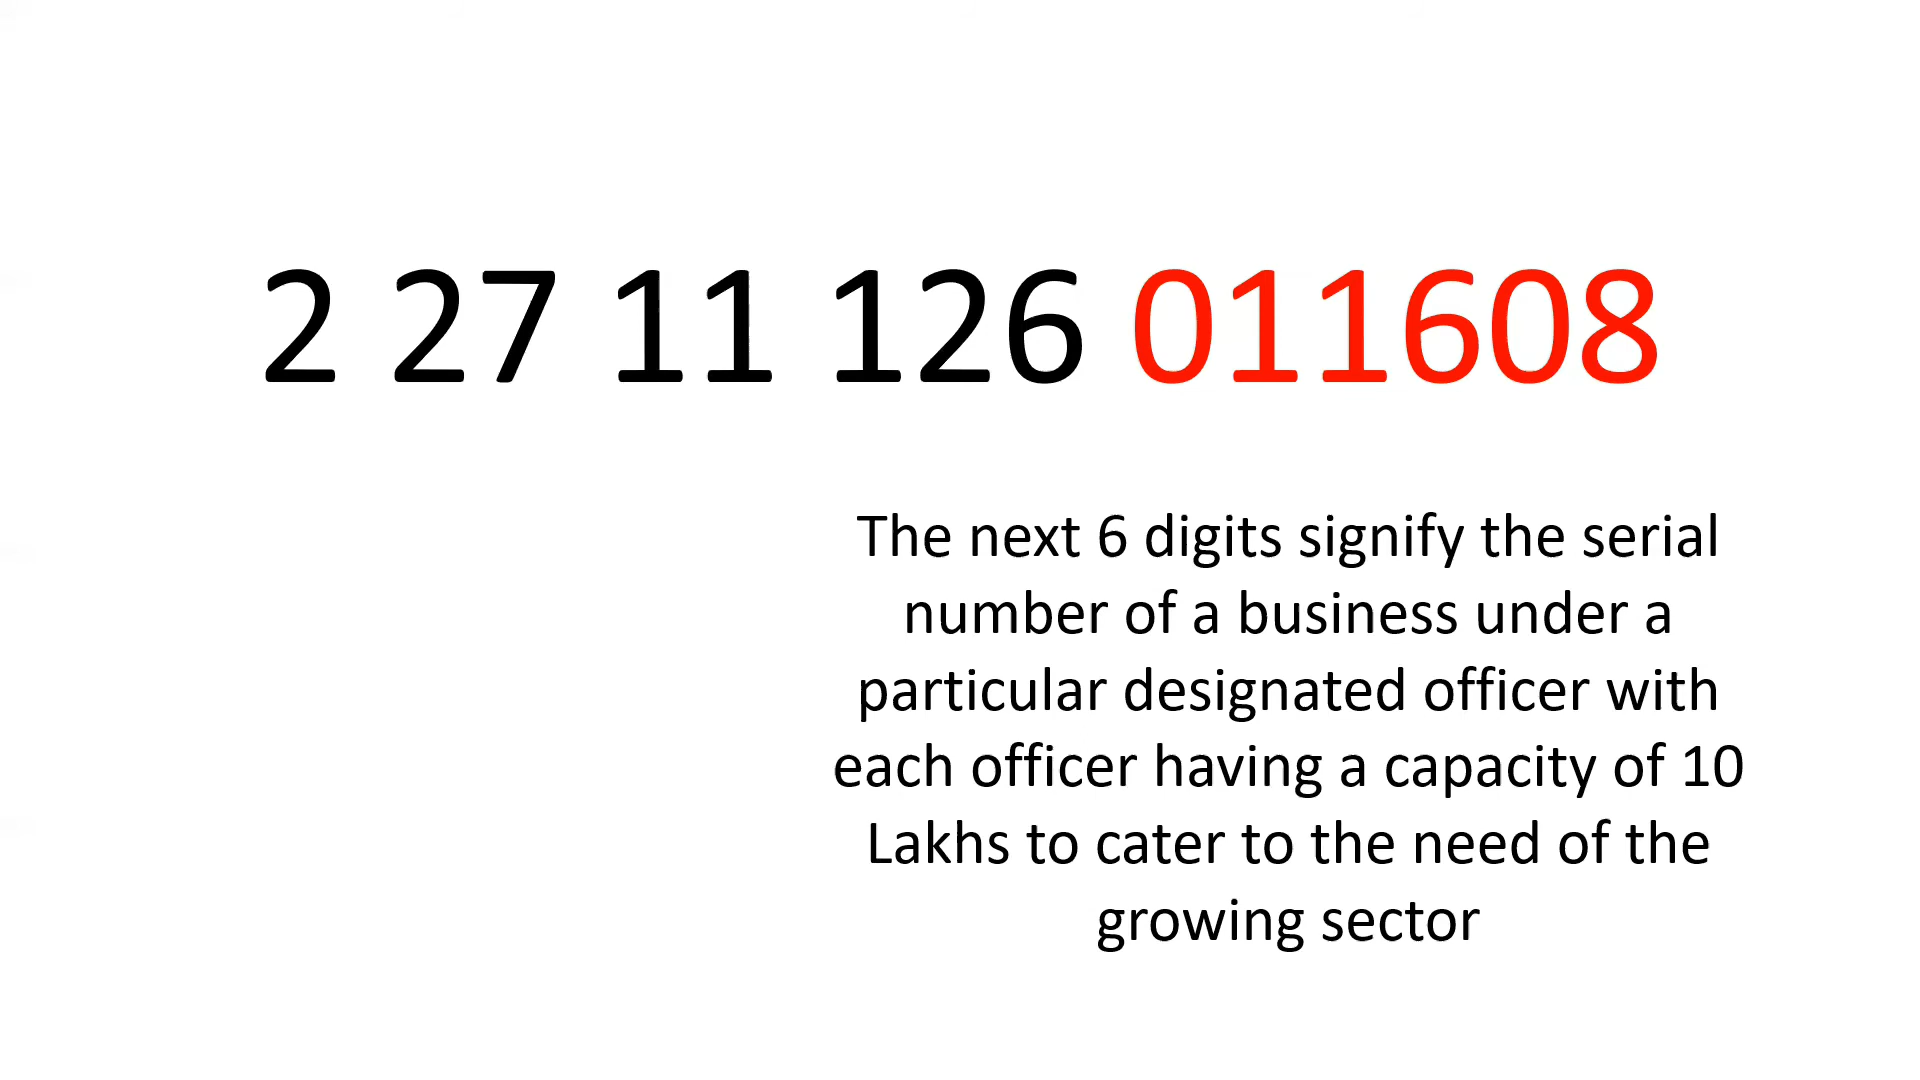 2 27 11 126 011608
The next 6 digits signify the serial
number of a business under a
particular designated officer with
each officer having a capacity of 10
Lakhs to cater to the need of the
growing sector